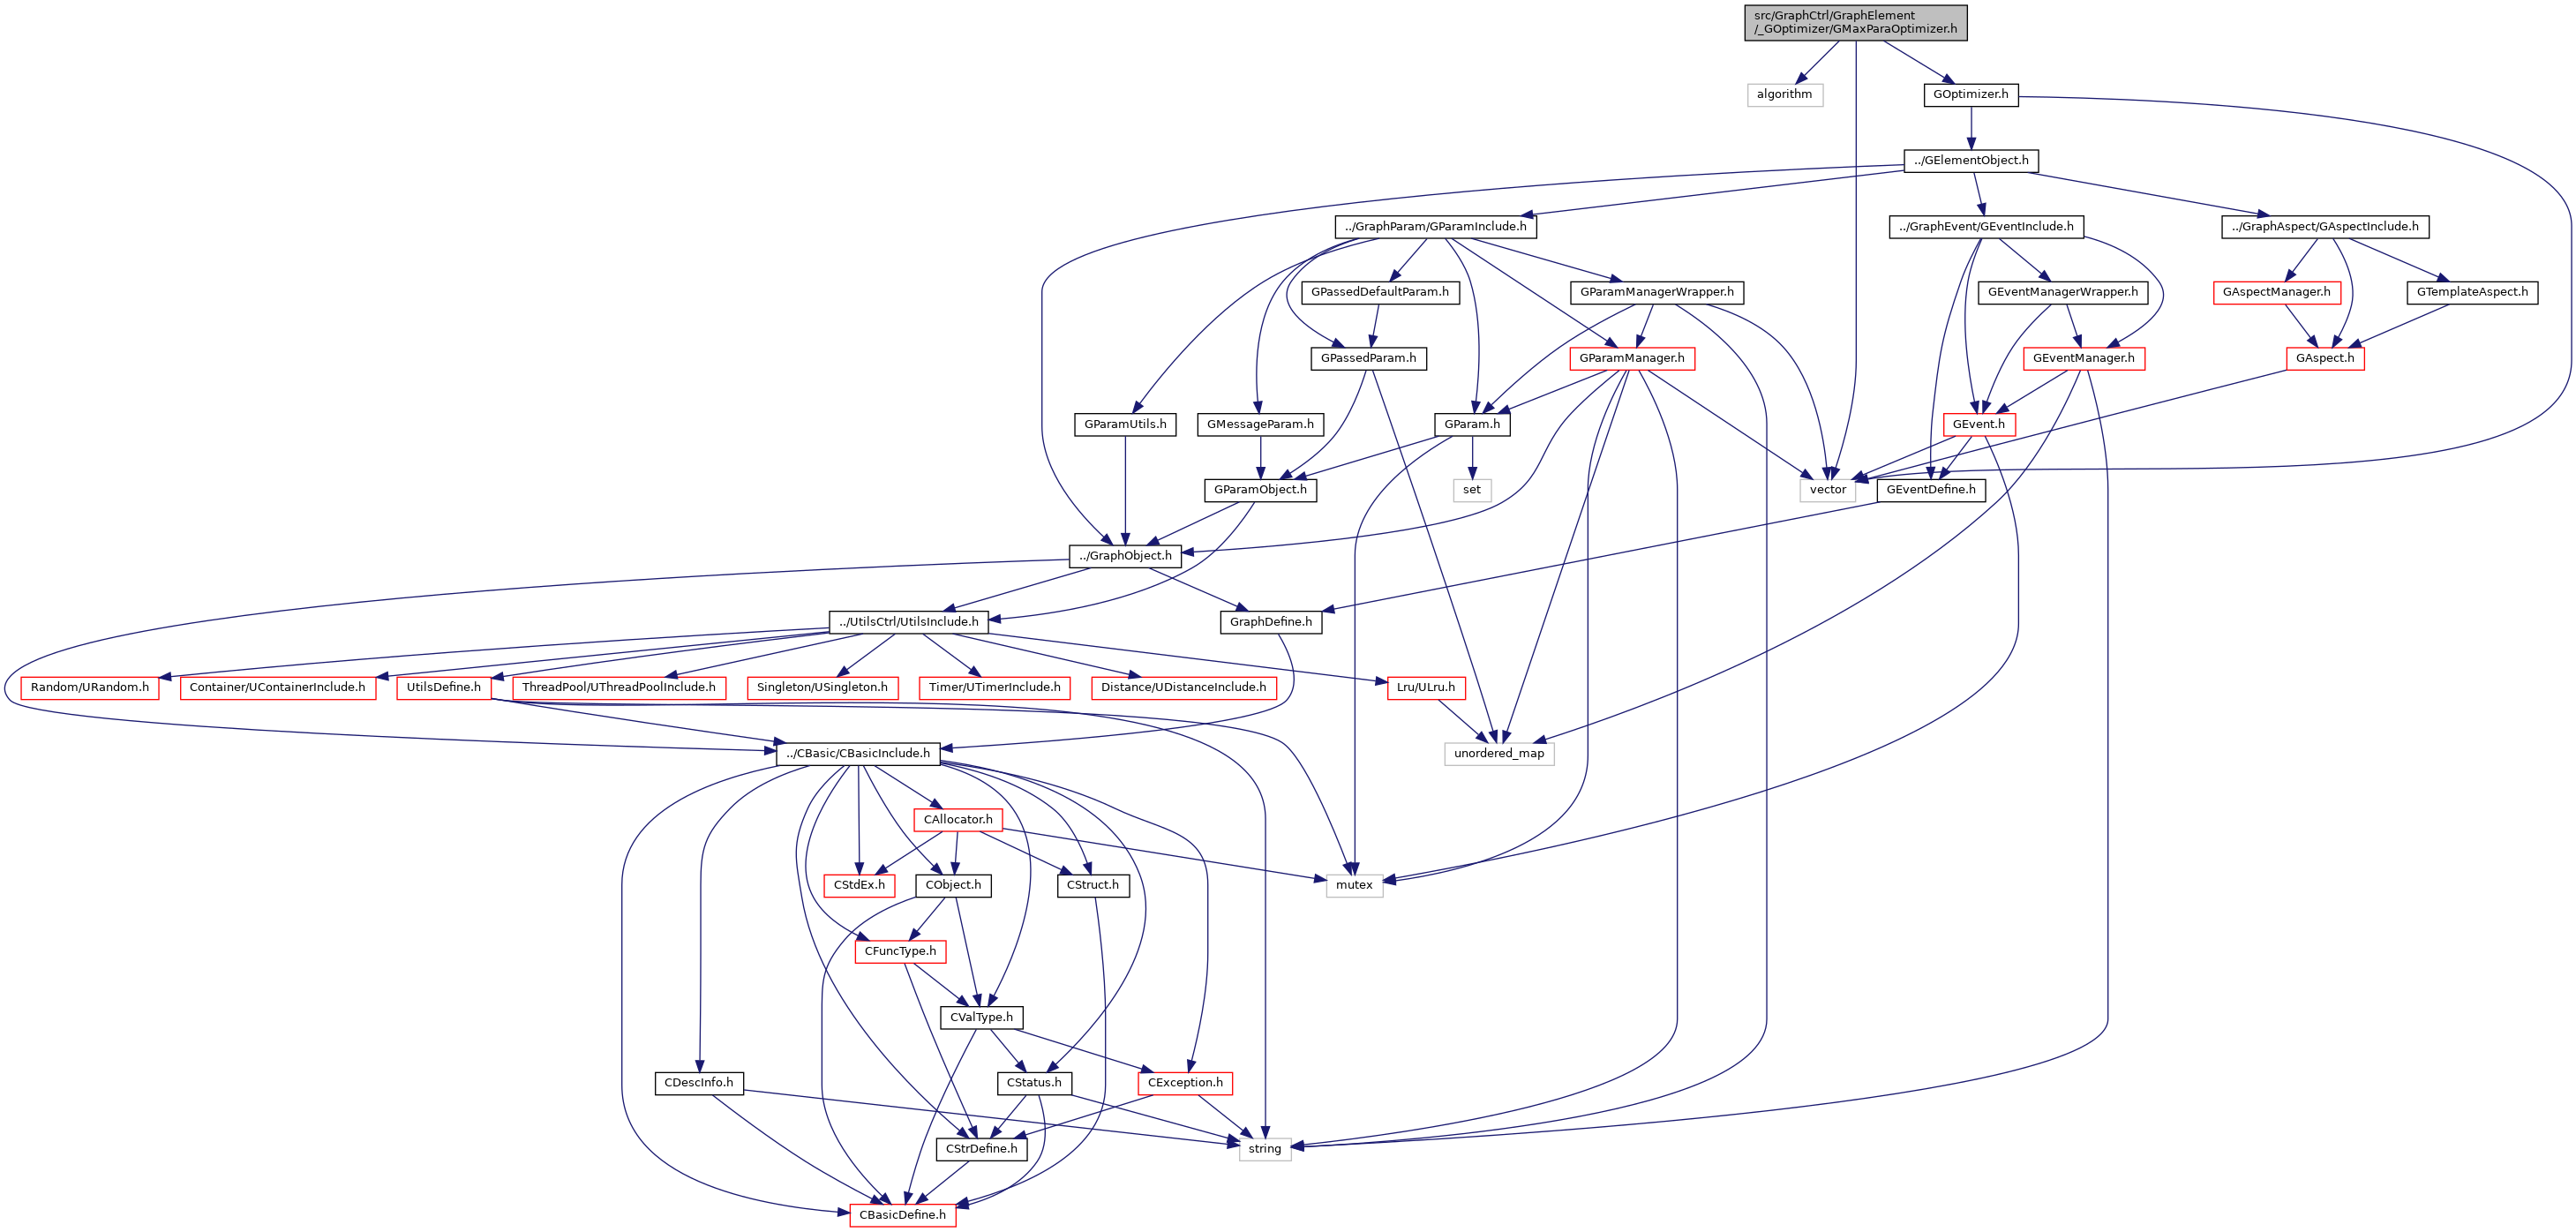 src/GraphCtrl/GraphElement
/_GOptimizer/GMaxParaOptimizer.h
algorithm
GOptimizer.h
../GElementObject.h
../GraphParam/GParamInclude.h
../GraphEvent/GEventInclude.h
../GraphAspect/GAspectInclude.h
GPassedDefaultParam.h
GParamManagerWrapper.h
GEventManagerWrapper.h
GAspectManager.h
GTemplateAspect.h
GPassedParam.h
GParamManager.h
GEventManager.h
GAspect.h
GParamUtils.h
GMessageParam.h
GParam.h
GEvent.h
GParamObject.h
set
vector
GEventDefine.h
../GraphObject.h
../UtilsCtrl/UtilsInclude.h
GraphDefine.h
Random/URandom.h
Container/UContainerInclude.h
UtilsDefine.h
ThreadPool/UThreadPoolInclude.h
Singleton/USingleton.h
Timer/UTimerInclude.h
Distance/UDistanceInclude.h
Lru/ULru.h
../CBasic/CBasicInclude.h
unordered_map
CAllocator.h
CStdEx.h
CObject.h
CStruct.h
mutex
CFuncType.h
CValType.h
CDescInfo.h
CStatus.h
CException.h
CStrDefine.h
string
CBasicDefine.h